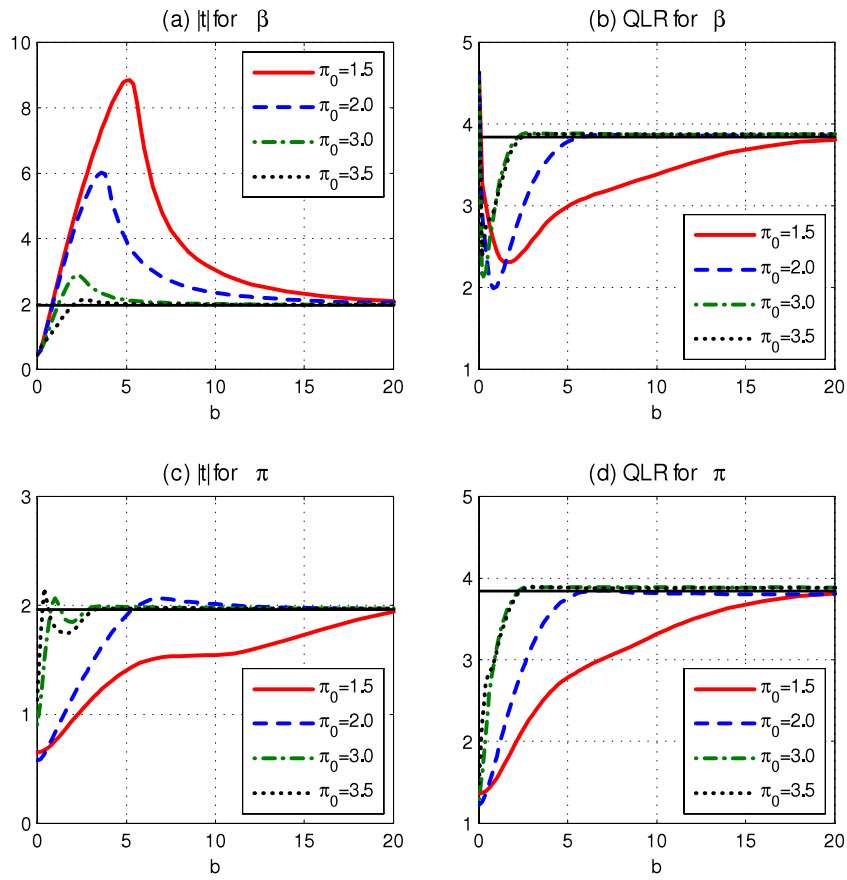 (a) |t| for β
10
8
6
4
2
0
0 5 10 15 20
b
π₀=1.5
π₀=2.0
π₀=3.0
π₀=3.5
(b) QLR for β
5
4
3
2
1
0 5 10 15 20
b
π₀=1.5
π₀=2.0
π₀=3.0
π₀=3.5
(c) |t| for π
3
2
1
0
0 5 10 15 20
b
π₀=1.5
π₀=2.0
π₀=3.0
π₀=3.5
(d) QLR for π
5
4
3
2
1
0 5 10 15 20
b
π₀=1.5
π₀=2.0
π₀=3.0
π₀=3.5